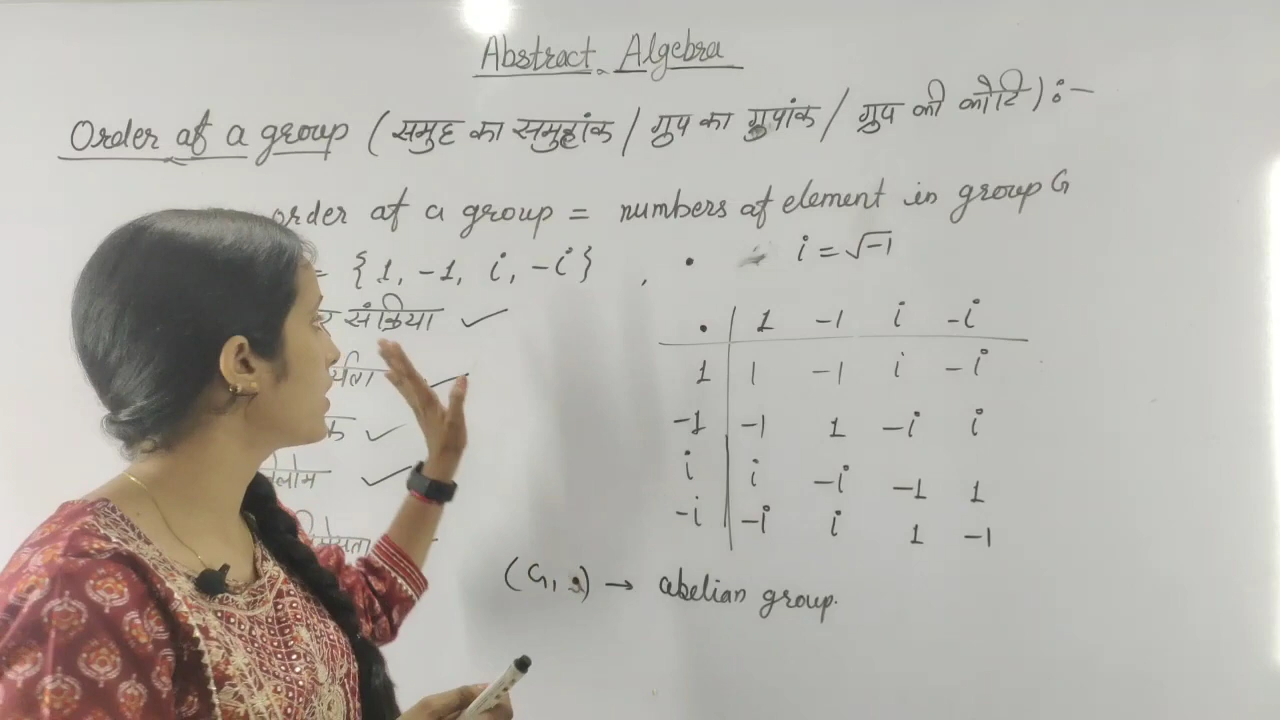 Abstract Algebra
Order of a group (समुह का समुहांक / ग्रुप का ग्रुपांक / ग्रुप की कोटि) :-
order of a group = numbers of element in group G
= {1, -1, i, -i} , • i = √-1
संक्रिया ✓
• | 1 -1 i -i
1 | 1 -1 i -i
-1 | -1 1 -i i
i | i -i -1 1
-i | -i i 1 -1
(G, •) → abelian group.